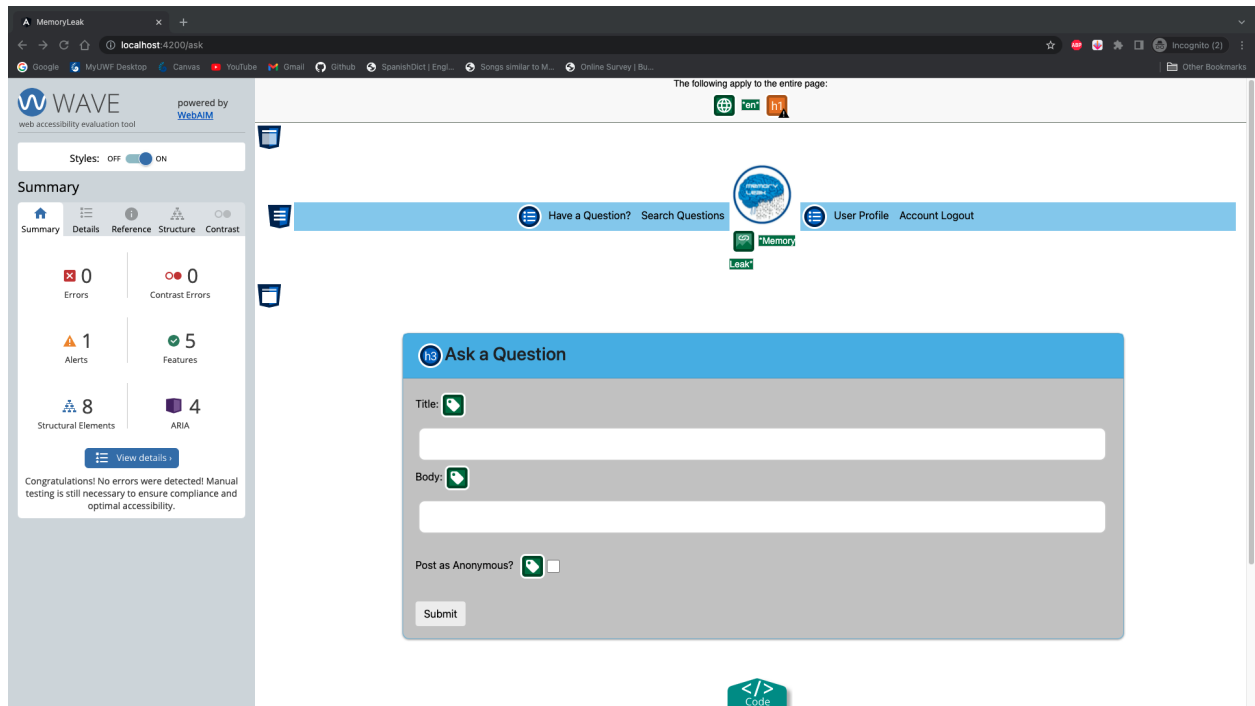 MemoryLeak
localhost:4200/ask
Incognito (2)
Google MyUWF Desktop Canvas YouTube Gmail Github SpanishDict | Engl... Songs similar to M... Online Survey | Bu...
Other Bookmarks
WAVE
powered by
WebAIM
web accessibility evaluation tool
Styles: OFF ON
Summary
Summary Details Reference Structure Contrast
0
Errors
0
Contrast Errors
1
Alerts
5
Features
8
Structural Elements
4
ARIA
View details ›
Congratulations! No errors were detected! Manual
testing is still necessary to ensure compliance and
optimal accessibility.
The following apply to the entire page:
*en* h1
Have a Question? Search Questions
MEMORY
LEAK
User Profile Account Logout
*Memory
Leak*
h3 Ask a Question
Title:
Body:
Post as Anonymous?
Submit
</>
Code